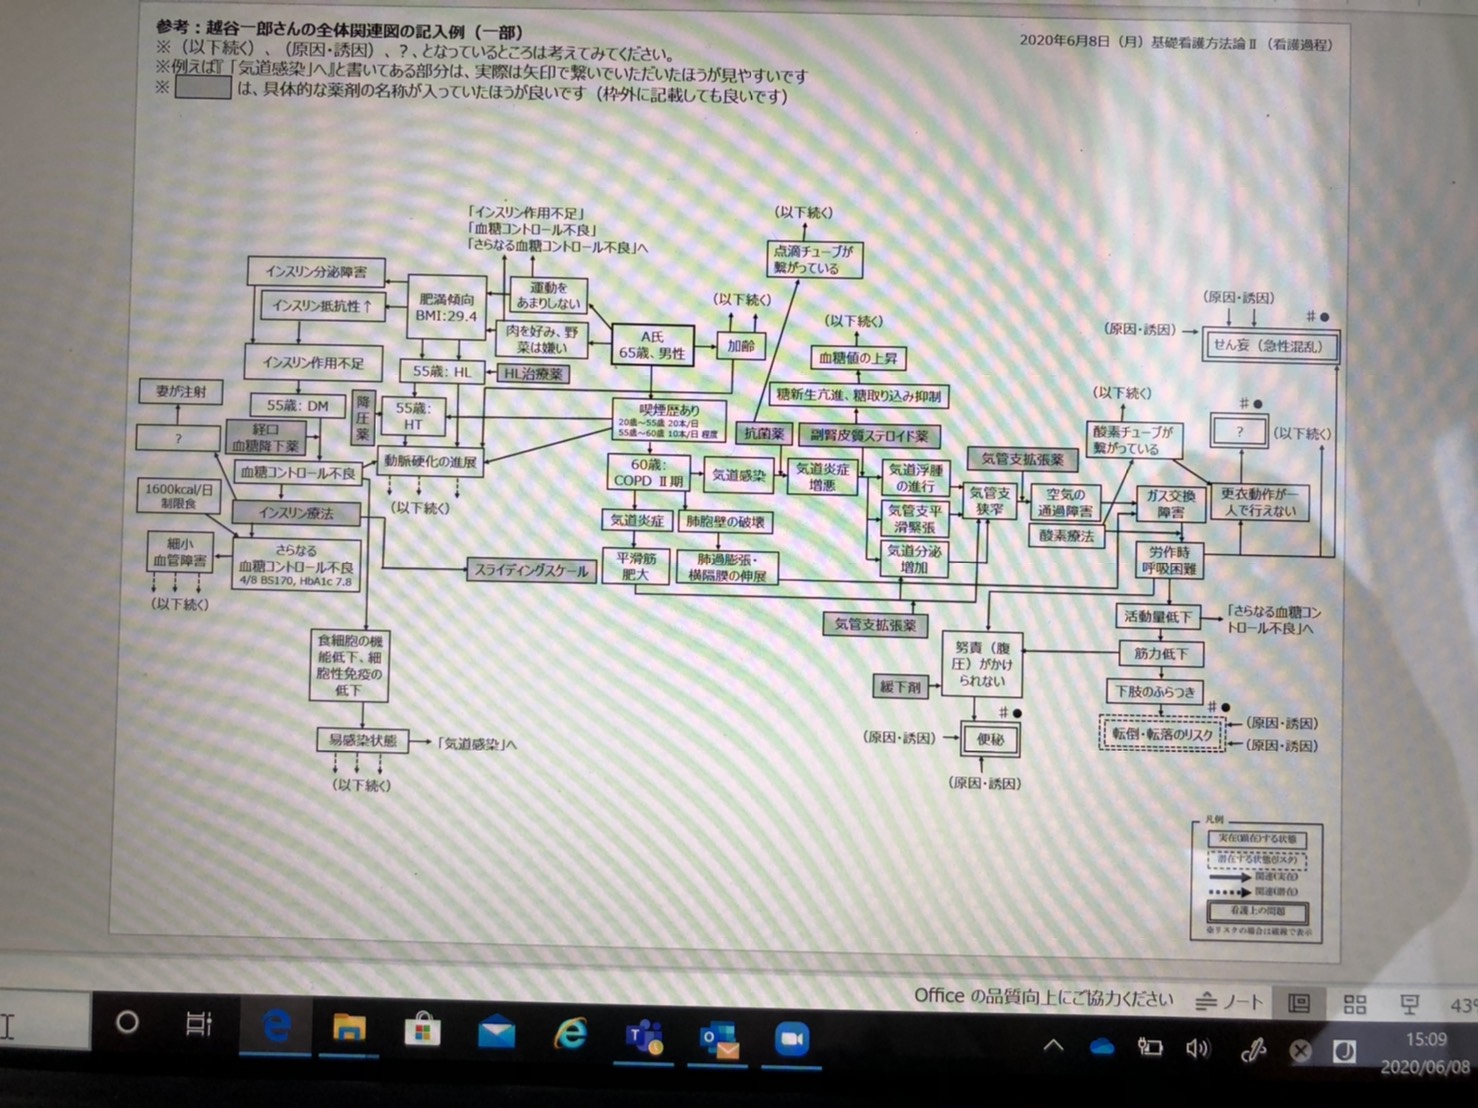 参考：越谷一郎さんの全体関連図の記入例（一部）
※（以下続く）、（原因・誘因）、?、となっているところは考えてみてください。
※例えば『「気道感染」へ』と書いてある部分は、実際は矢印で繋いでいただいたほうが見やすいです
※ は、具体的な薬剤の名称が入っていたほうが良いです（枠外に記載しても良いです）
2020年6月8日（月）基礎看護方法論Ⅱ（看護過程）
「インスリン作用不足」
「血糖コントロール不良」
「さらなる血糖コントロール不良」へ
（以下続く）
点滴チューブが
繋がっている
インスリン分泌障害
インスリン抵抗性↑
インスリン作用不足
肥満傾向
BMI：29.4
運動を
あまりしない
肉を好み、野
菜は嫌い
A氏
65歳、男性
加齢
（以下続く）
（以下続く）
血糖値の上昇
糖新生亢進、糖取り込み抑制
（原因・誘因）
（原因・誘因）
#●
せん妄（急性混乱）
55歳：HL
HL治療薬
妻が注射
?
55歳：DM
経口
血糖降下薬
降圧薬
55歳：
HT
喫煙歴あり
20歳～55歳 20本/日
55歳～60歳 10本/日 程度
抗菌薬
副腎皮質ステロイド薬
（以下続く）
酸素チューブが
繋がっている
#●
?
（以下続く）
血糖コントロール不良
動脈硬化の進展
（以下続く）
60歳：
COPD Ⅱ期
気道感染
気道炎症
増悪
気道浮腫
の進行
気管支平
滑緊張
気道分泌
増加
気管支拡張薬
気管支
狭窄
空気の
通過障害
酸素療法
ガス交換
障害
更衣動作が一
人で行えない
1600kcal/日
制限食
インスリン療法
細小
血管障害
（以下続く）
さらなる
血糖コントロール不良
4/8 BS170, HbA1c 7.8
スライディングスケール
気道炎症
肺胞壁の破壊
平滑筋
肥大
肺過膨張・
横隔膜の伸展
気管支拡張薬
労作時
呼吸困難
活動量低下
「さらなる血糖コン
トロール不良」へ
筋力低下
下肢のふらつき
#●
転倒・転落のリスク
（原因・誘因）
（原因・誘因）
食細胞の機
能低下、細
胞性免疫の
低下
易感染状態
「気道感染」へ
（以下続く）
努責（腹
圧）がかけ
られない
緩下剤
#●
（原因・誘因）
便秘
（原因・誘因）
凡例
実在(顕在)する状態
潜在する状態(リスク)
関連(実在)
関連(潜在)
看護上の問題
※リスクの場合は破線で表示
Office の品質向上にご協力ください
ノート
15:09
2020/06/08